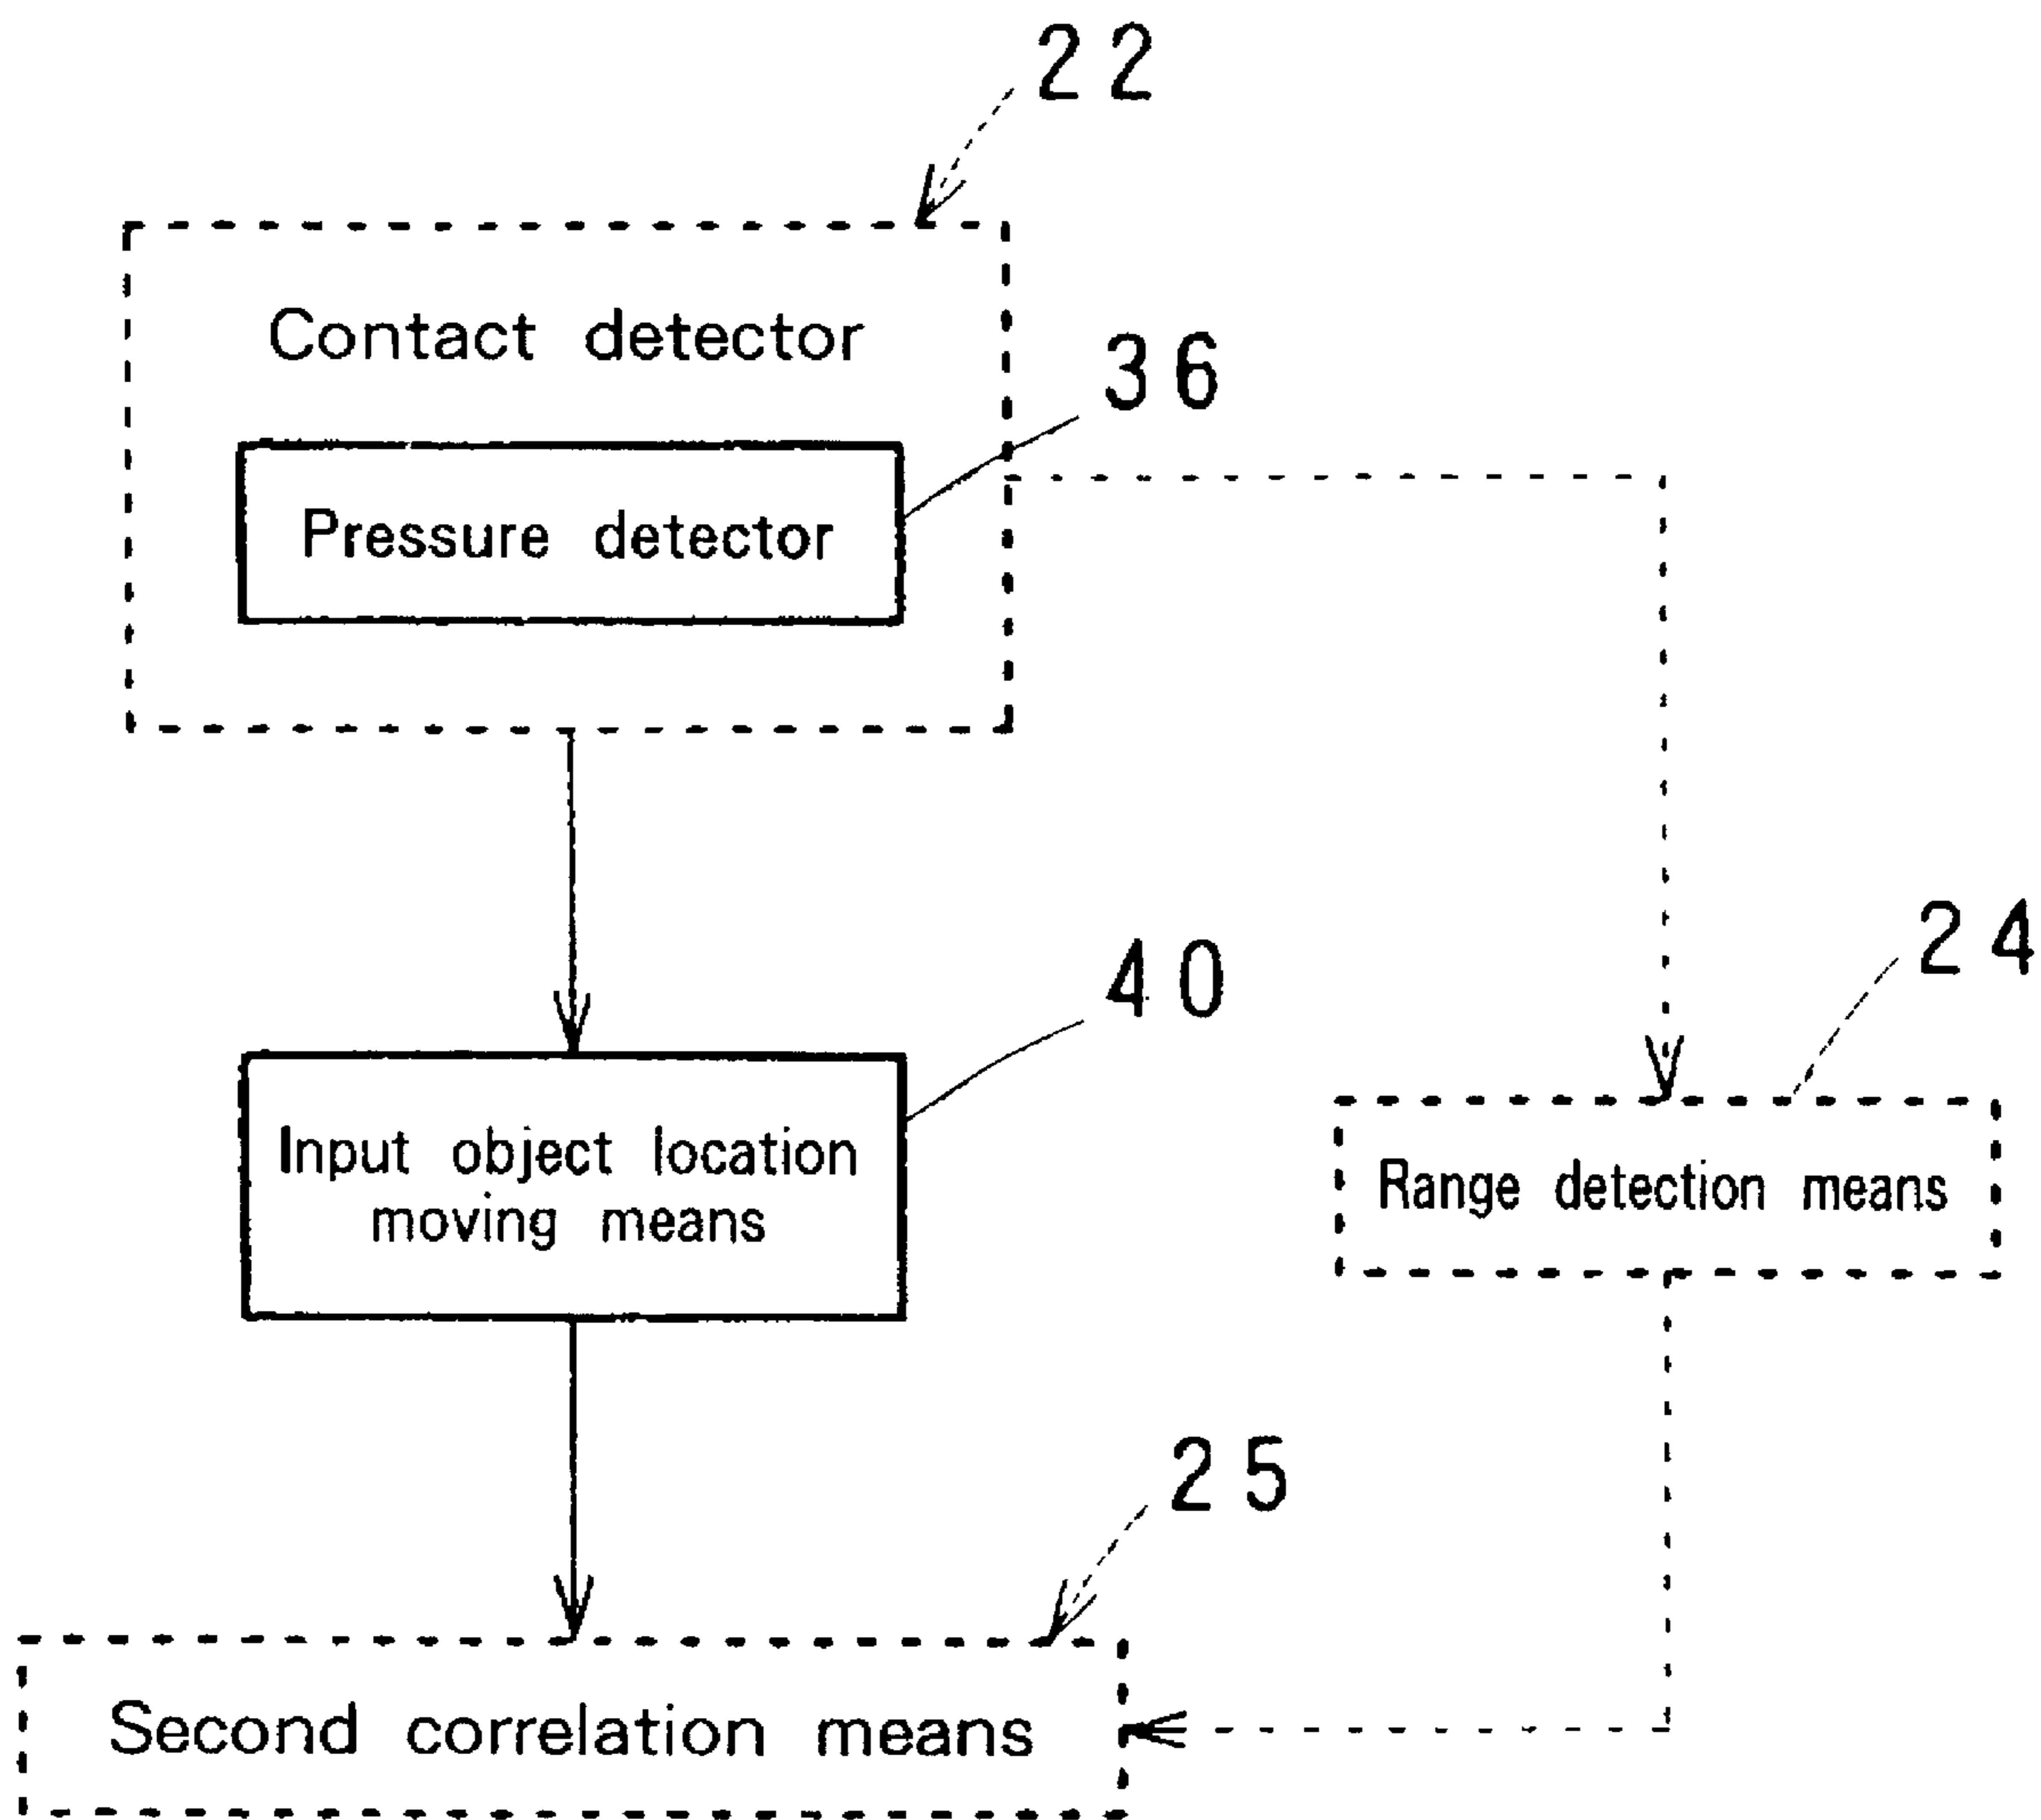 22
Contact detector
36
Pressure detector
40
24
Input object location
moving means
Range detection means
25
Second correlation means